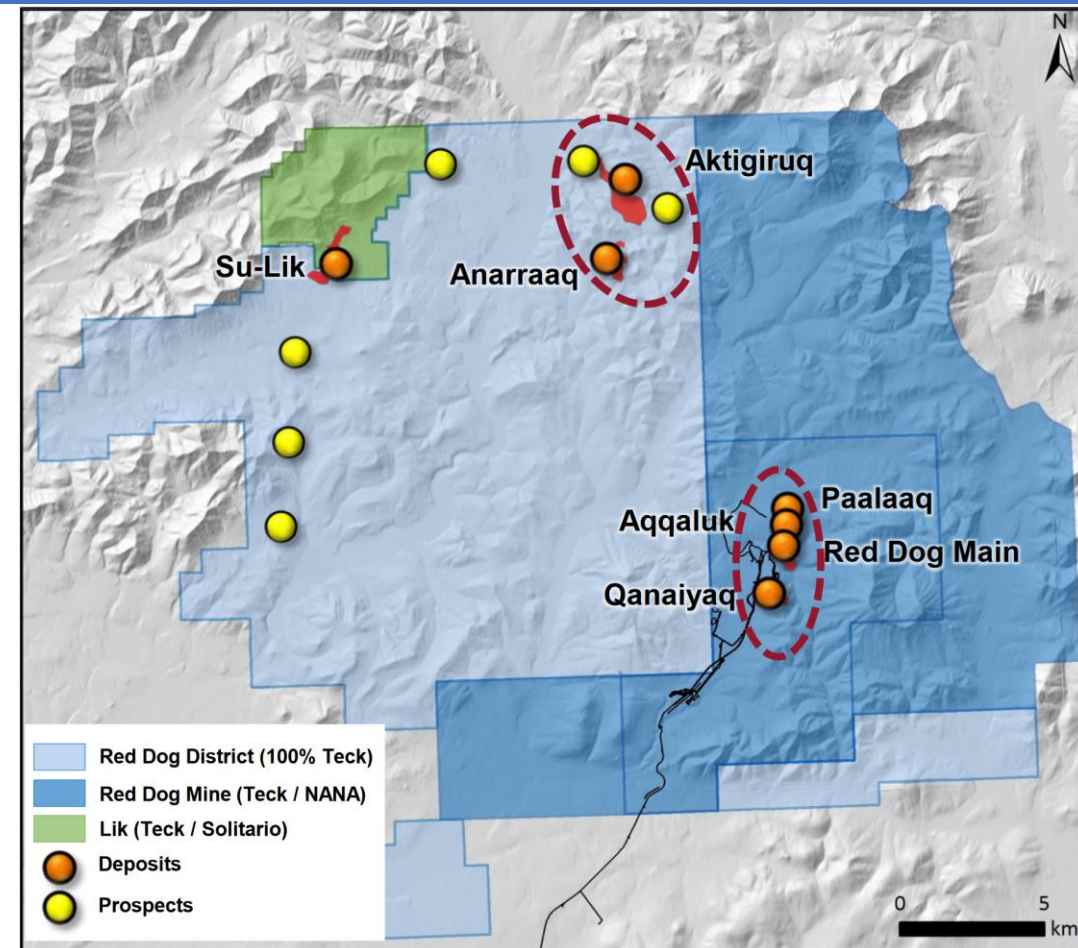 N
Aktigiruq
Su-Lik
Anarraaq
Paalaaq
Aqqaluk
Red Dog Main
Qanaiyaq
Red Dog District (100% Teck)
Red Dog Mine (Teck / NANA)
Lik (Teck / Solitario)
Deposits
Prospects
0 5
km